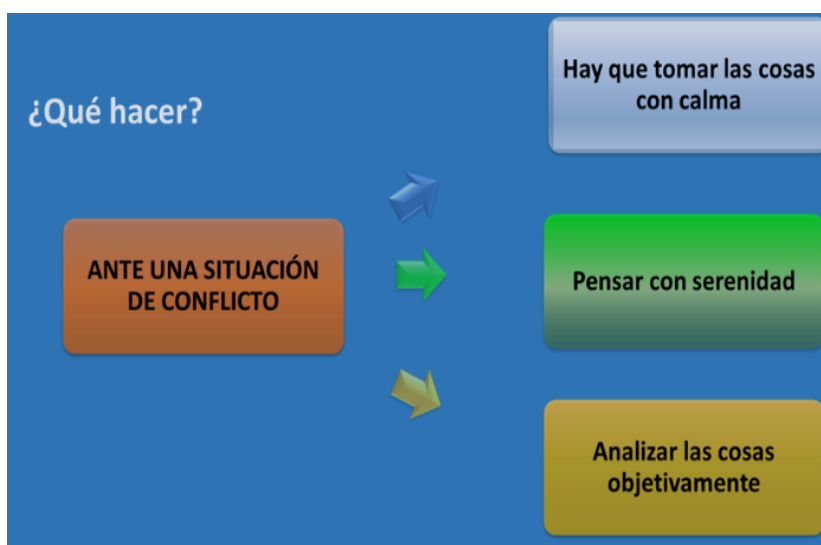 ¿Qué hacer?
ANTE UNA SITUACIÓN
DE CONFLICTO
Hay que tomar las cosas
con calma
Pensar con serenidad
Analizar las cosas
objetivamente